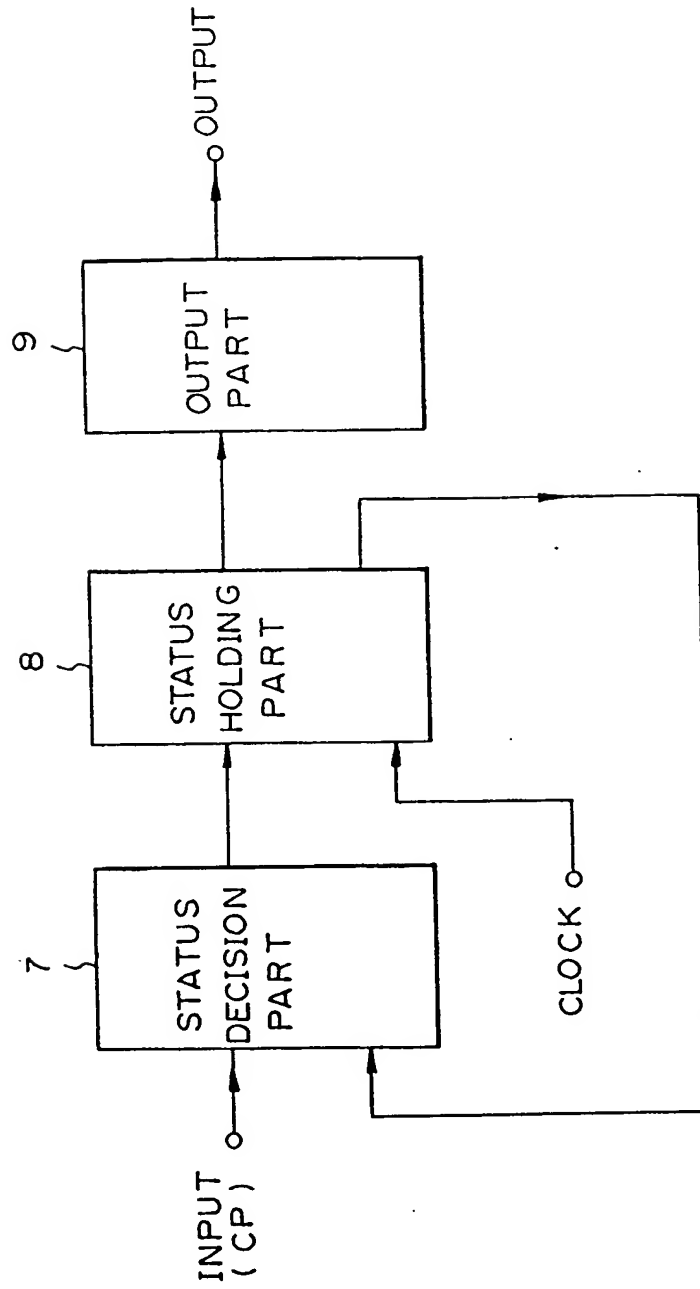 7
8
9
INPUT
(CP)
STATUS
DECISION
PART
STATUS
HOLDING
PART
OUTPUT
PART
OUTPUT
CLOCK